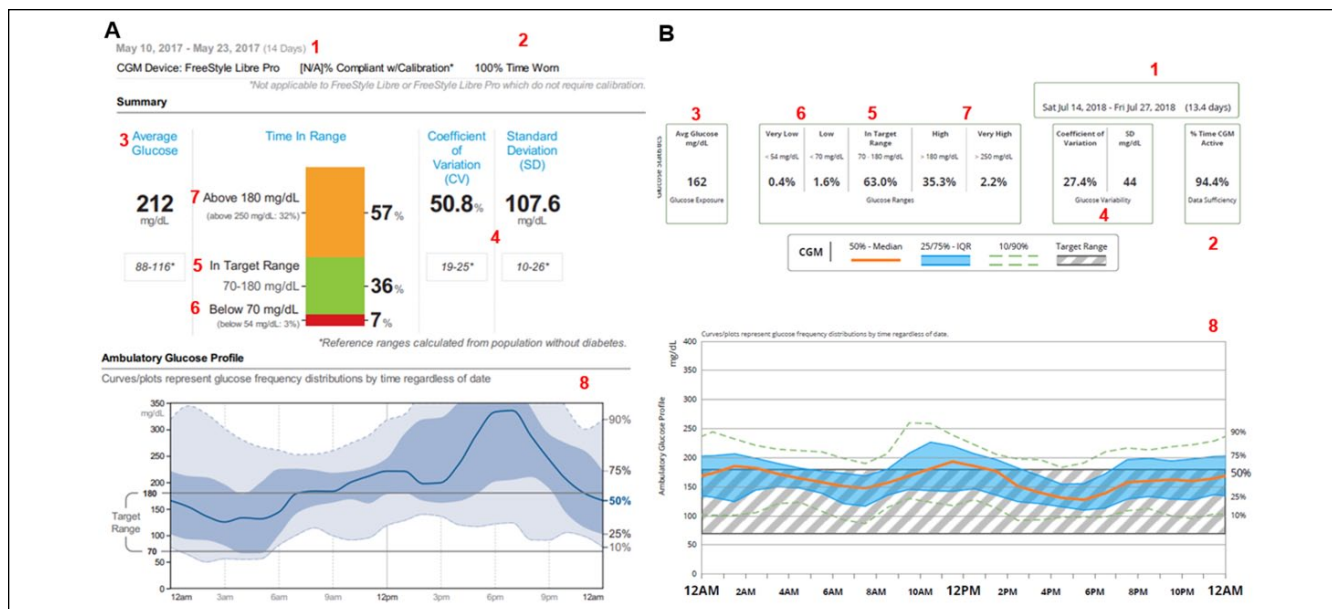 A
May 10, 2017 - May 23, 2017 (14 Days) 1
2
CGM Device: FreeStyle Libre Pro [N/A]% Compliant w/Calibration* 100% Time Worn
*Not applicable to FreeStyle Libre or FreeStyle Libre Pro which do not require calibration.
Summary
3 Average Glucose
Time In Range
Coefficient of Variation (CV)
Standard Deviation (SD)
212
mg/dL
7 Above 180 mg/dL
(above 250 mg/dL: 32%)
57 %
50.8%
107.6
mg/dL
4
88-116*
5 In Target Range
70-180 mg/dL
36 %
19-25*
10-26*
6 Below 70 mg/dL
(below 54 mg/dL: 3%)
7 %
*Reference ranges calculated from population without diabetes.
Ambulatory Glucose Profile
Curves/plots represent glucose frequency distributions by time regardless of date
8
350
mg/dL
300
250
200
180
150
100
70
50
0
Target Range
90%
75%
50%
25%
10%
12am 3am 6am 9am 12pm 3pm 6pm 9pm 12am
B
1
Sat Jul 14, 2018 - Fri Jul 27, 2018 (13.4 days)
3
6 5 7
Glucose Statistics
Avg Glucose
mg/dL
162
Glucose Exposure
Very Low Low In Target Range High Very High
< 54 mg/dL < 70 mg/dL 70 - 180 mg/dL > 180 mg/dL > 250 mg/dL
0.4% 1.6% 63.0% 35.3% 2.2%
Glucose Ranges
Coefficient of Variation SD mg/dL
27.4% 44
Glucose Variability
4
% Time CGM Active
94.4%
Data Sufficiency
2
CGM 50% - Median 25/75% - IQR 10/90% Target Range
8
Curves/plots represent glucose frequency distributions by time regardless of date.
mg/dL
Ambulatory Glucose Profile
400
350
300
250
200
150
100
50
0
90%
75%
50%
25
10%
12AM 2AM 4AM 6AM 8AM 10AM 12PM 2PM 4PM 6PM 8PM 10PM 12AM